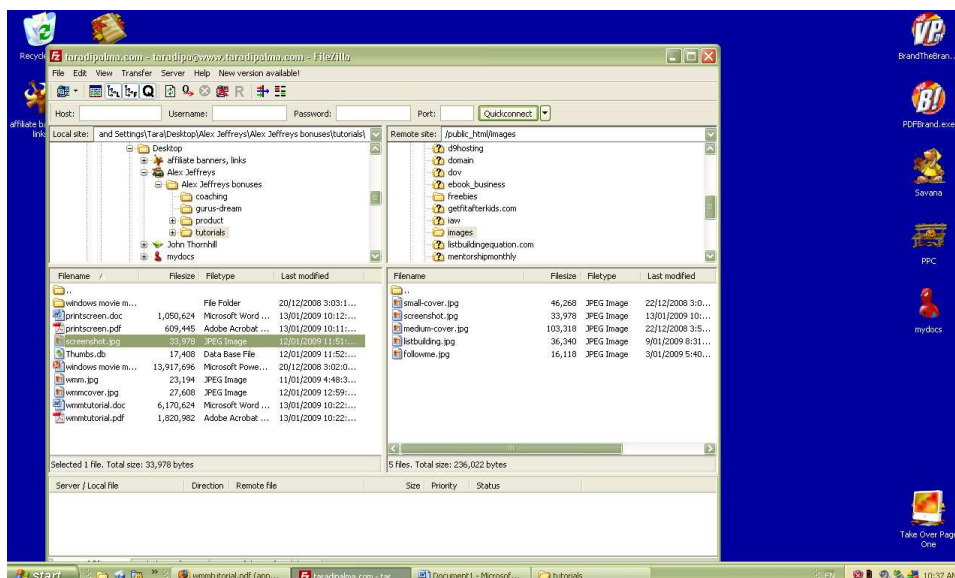 Recycle
BrandTheBran...
taradipalma.com - taradipa@www.taradipalma.com - FileZilla
File Edit View Transfer Server Help New version available!
affiliate b
link
PDFBrand.exe
Host: Username: Password: Port: Quickconnect
Local site: and Settings\Tara\Desktop\Alex Jeffreys\Alex Jeffreys bonuses\tutorials\
Remote site: /public_html/images
Desktop
affiliate banners, links
Alex Jeffreys
Alex Jeffreys bonuses
coaching
gurus-dream
product
tutorials
John Thornhill
mydocs
d9hosting
domain
dov
ebook_business
freebies
getfitafterkids.com
iaw
images
listbuildingequation.com
mentorshipmonthly
Savana
PPC
mydocs
Filename Filesize Filetype Last modified
..
windows movie m... File Folder 20/12/2008 3:03:1...
printscreen.doc 1,050,624 Microsoft Word ... 13/01/2009 10:12:...
printscreen.pdf 609,445 Adobe Acrobat ... 13/01/2009 10:11:...
screenshot.jpg 33,978 JPEG Image 12/01/2009 11:51:...
Thumbs.db 17,408 Data Base File 12/01/2009 11:52:...
windows movie m... 13,917,696 Microsoft Powe... 20/12/2008 3:02:0...
wmm.jpg 23,194 JPEG Image 11/01/2009 4:48:3...
wmmcover.jpg 27,608 JPEG Image 12/01/2009 12:59:...
wmmtutorial.doc 6,170,624 Microsoft Word ... 13/01/2009 10:22:...
wmmtutorial.pdf 1,820,982 Adobe Acrobat ... 13/01/2009 10:22:...
Filename Filesize Filetype Last modified
..
small-cover.jpg 46,268 JPEG Image 22/12/2008 3:0...
screenshot.jpg 33,978 JPEG Image 13/01/2009 10:...
medium-cover.jpg 103,318 JPEG Image 22/12/2008 3:5...
listbuilding.jpg 36,340 JPEG Image 9/01/2009 8:31...
followme.jpg 16,118 JPEG Image 3/01/2009 5:40...
Selected 1 file. Total size: 33,978 bytes
5 files. Total size: 236,022 bytes
Server / Local file Direction Remote file Size Priority Status
Take Over Page
One
start wmmtutorial.pdf (app... taradipalma.com - tar... Document1 - Microsof... tutorials EN 10:37 AM